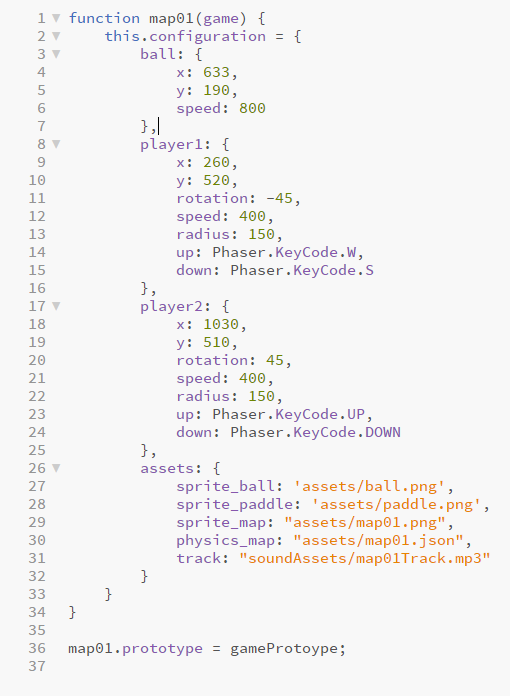 1 function map01(game) {
2     this.configuration = {
3         ball: {
4             x: 633,
5             y: 190,
6             speed: 800
7         },
8         player1: {
9             x: 260,
10             y: 520,
11             rotation: -45,
12             speed: 400,
13             radius: 150,
14             up: Phaser.KeyCode.W,
15             down: Phaser.KeyCode.S
16         },
17         player2: {
18             x: 1030,
19             y: 510,
20             rotation: 45,
21             speed: 400,
22             radius: 150,
23             up: Phaser.KeyCode.UP,
24             down: Phaser.KeyCode.DOWN
25         },
26         assets: {
27             sprite_ball: 'assets/ball.png',
28             sprite_paddle: 'assets/paddle.png',
29             sprite_map: "assets/map01.png",
30             physics_map: "assets/map01.json",
31             track: "soundAssets/map01Track.mp3"
32         }
33     }
34 }
35
36 map01.prototype = gameProtoype;
37